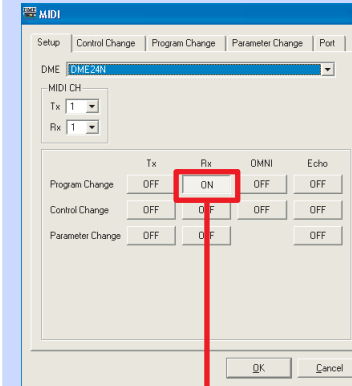 MIDI
Setup Control Change Program Change Parameter Change Port
DME DME24N
MIDI CH
Tx 1
Rx 1
Tx Rx OMNI Echo
Program Change OFF ON OFF OFF
Control Change OFF OFF OFF OFF
Parameter Change OFF OFF OFF
OK Cancel